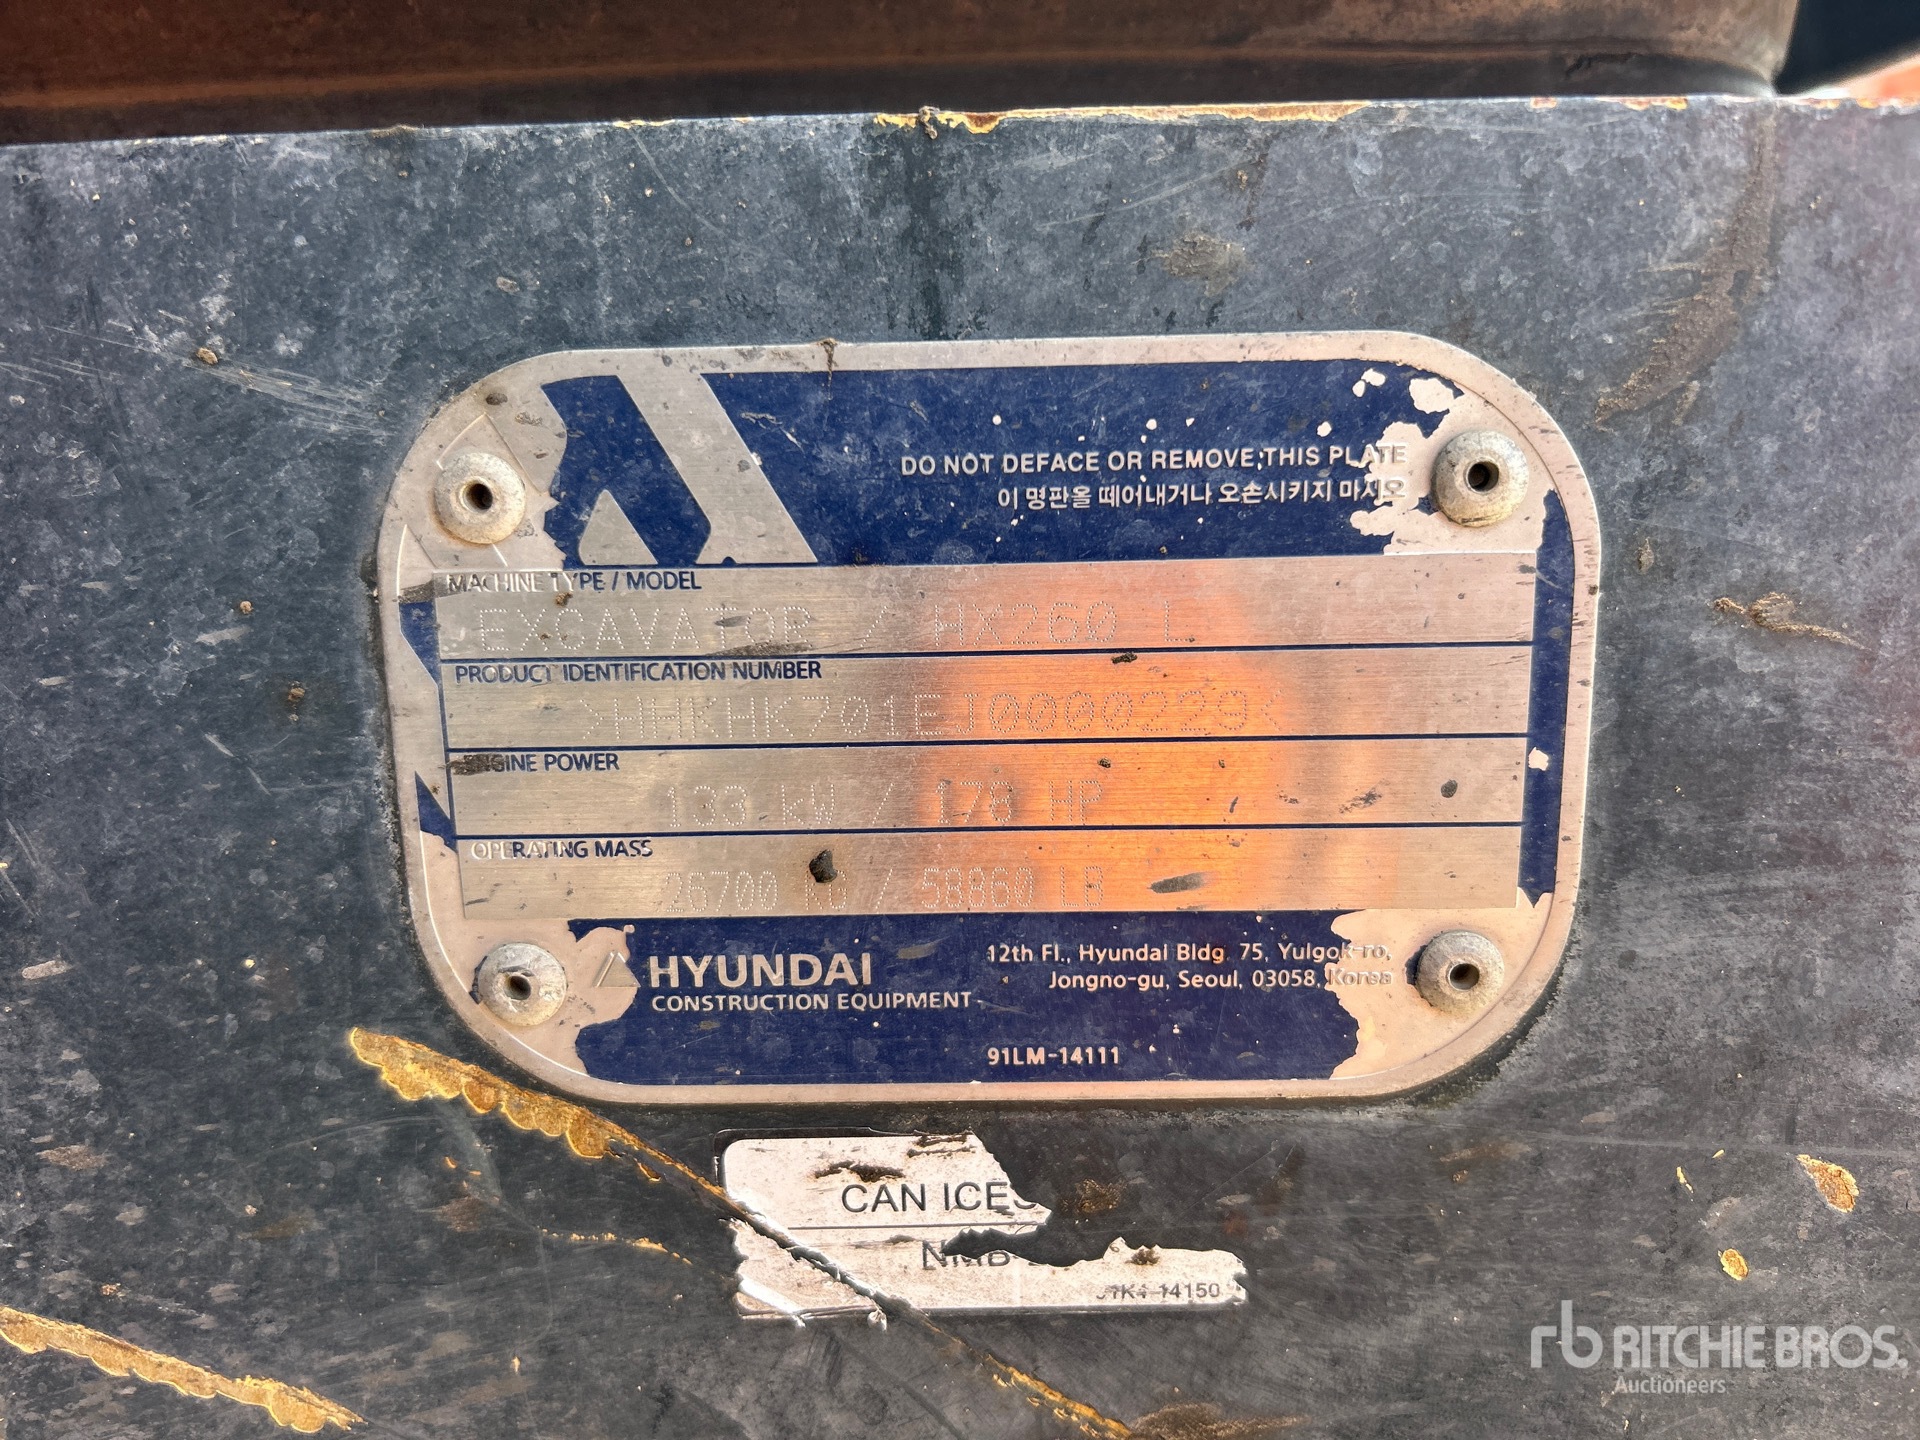 DO NOT DEFACE OR REMOVE THIS PLATE
이 명판을 떼어내거나 오손시키지 마시오
MACHINE TYPE / MODEL
EXCAVATOR / HX260 L
PRODUCT IDENTIFICATION NUMBER
>HHKHK701EJ0000229<
ENGINE POWER
133 kW / 178 HP
OPERATING MASS
26700 KG / 58860 LB
HYUNDAI
CONSTRUCTION EQUIPMENT
12th Fl., Hyundai Bldg. 75, Yulgok-ro,
Jongno-gu, Seoul, 03058, Korea
91LM-14111
CAN ICES
NMB
14150
rb RITCHIE BROS.
Auctioneers